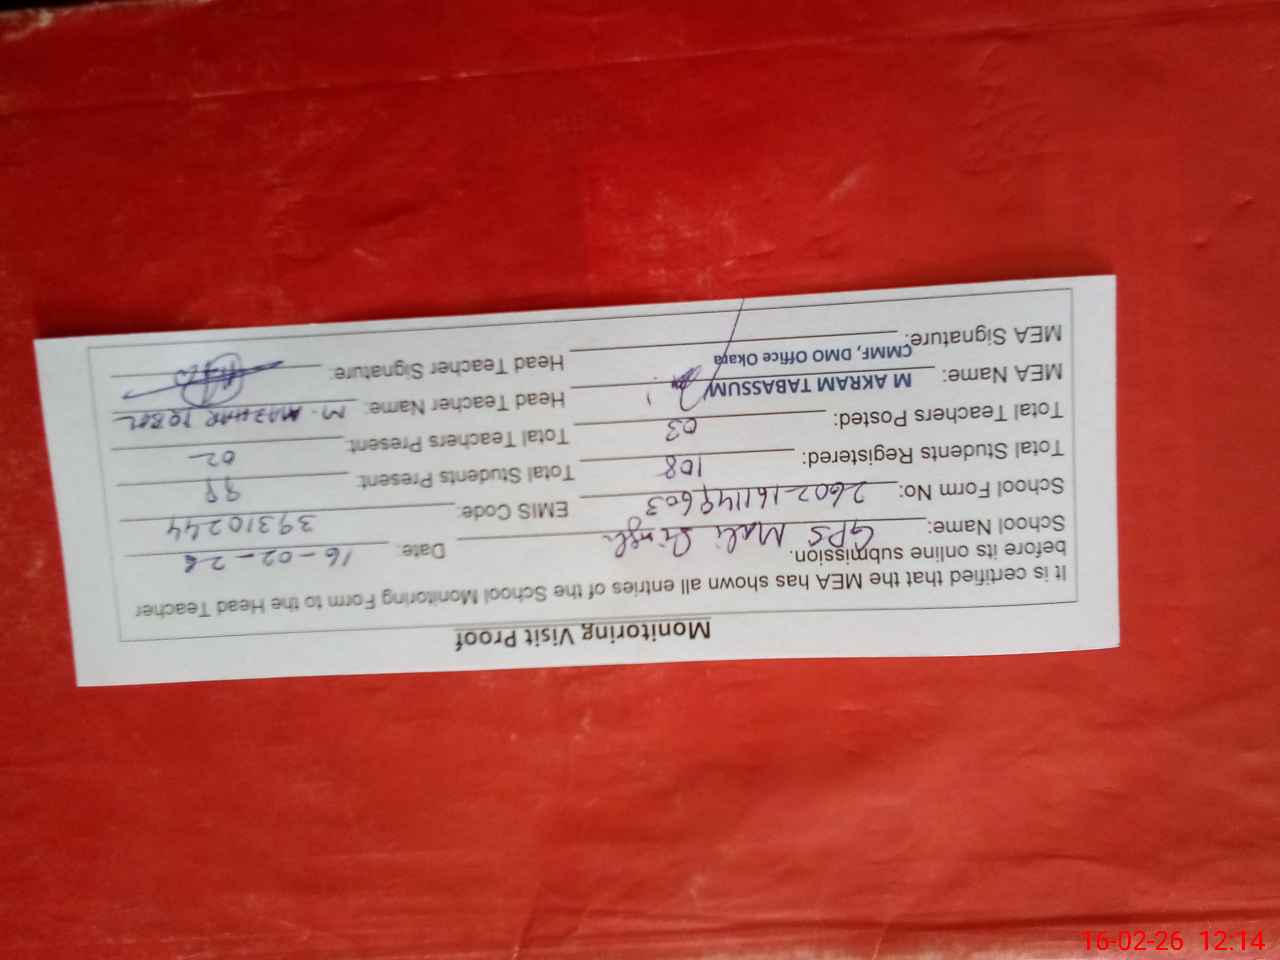 Monitoring Visit Proof
It is certified that the MEA has shown all entries of the School Monitoring Form to the Head Teacher
before its online submission.
School Name: GPS Mali Singh Date: 16-02-26
School Form No: 2602161149603 EMIS Code: 39310244
Total Students Registered: 108 Total Students Present: 99
Total Teachers Posted: 03 Total Teachers Present: 02
MEA Name: M AKRAM TABASSUM Head Teacher Name: M. MAZHAR IQBAL
CMMF, DMO Office Okara
MEA Signature: Head Teacher Signature:
16-02-26 12:14